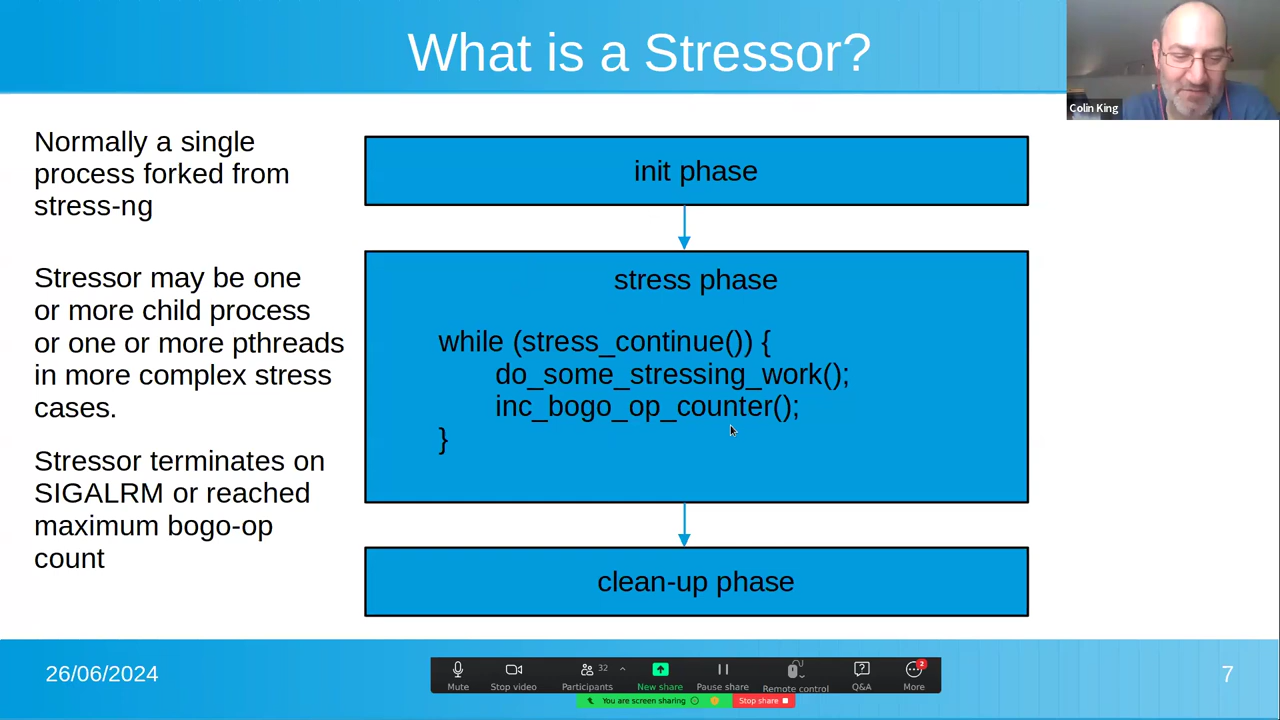 What is a Stressor?
Colin King
Normally a single
process forked from
stress-ng
Stressor may be one
or more child process
or one or more pthreads
in more complex stress
cases.
Stressor terminates on
SIGALRM or reached
maximum bogo-op
count
init phase
stress phase
while (stress_continue()) {
do_some_stressing_work();
inc_bogo_op_counter();
}
clean-up phase
26/06/2024
32
2
Mute
Stop video
Participants
New share
Pause share
Remote control
Q&A
More
You are screen sharing
Stop share
7